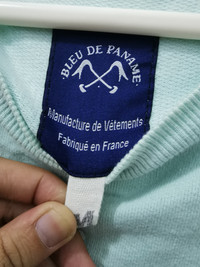 · BLEU DE PANAME ·
Manufacture de Vêtements
Fabriqué en France